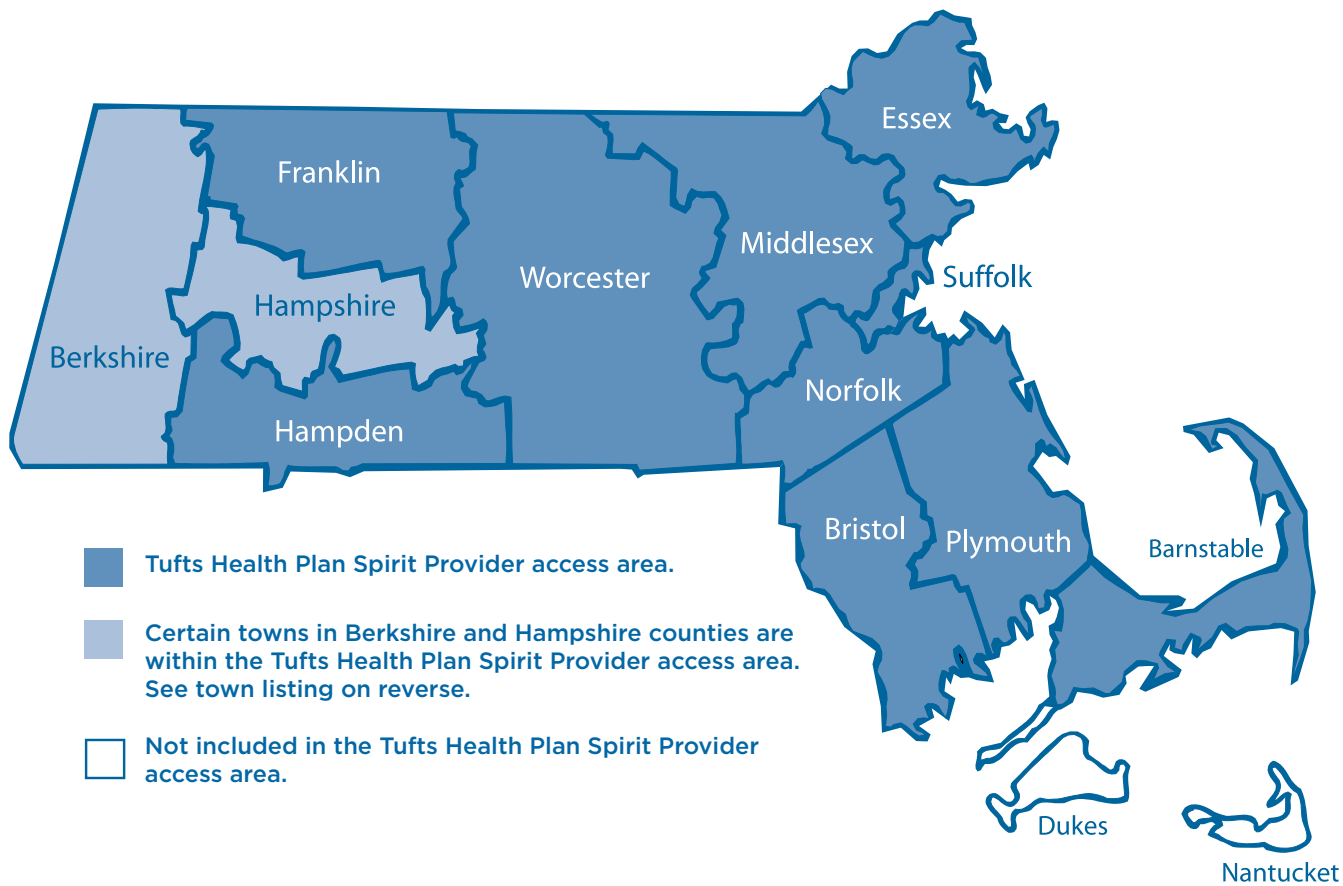 Essex
Franklin
Middlesex
Worcester
Suffolk
Hampshire
Berkshire
Norfolk
Hampden
Bristol
Plymouth
Barnstable
Tufts Health Plan Spirit Provider access area.
Certain towns in Berkshire and Hampshire counties are
within the Tufts Health Plan Spirit Provider access area.
See town listing on reverse.
Not included in the Tufts Health Plan Spirit Provider
access area.
Dukes
Nantucket